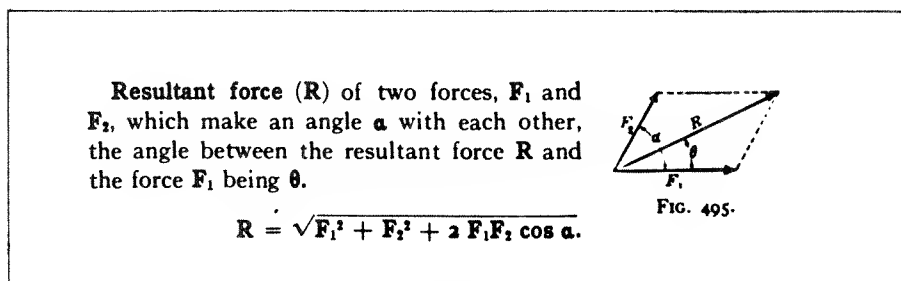 Resultant force (R) of two forces, F₁ and
F₂, which make an angle α with each other,
the angle between the resultant force R and
the force F₁ being θ.
R = √F₁² + F₂² + 2 F₁F₂ cos α.
F₂
α
R
θ
F₁
FIG. 495.